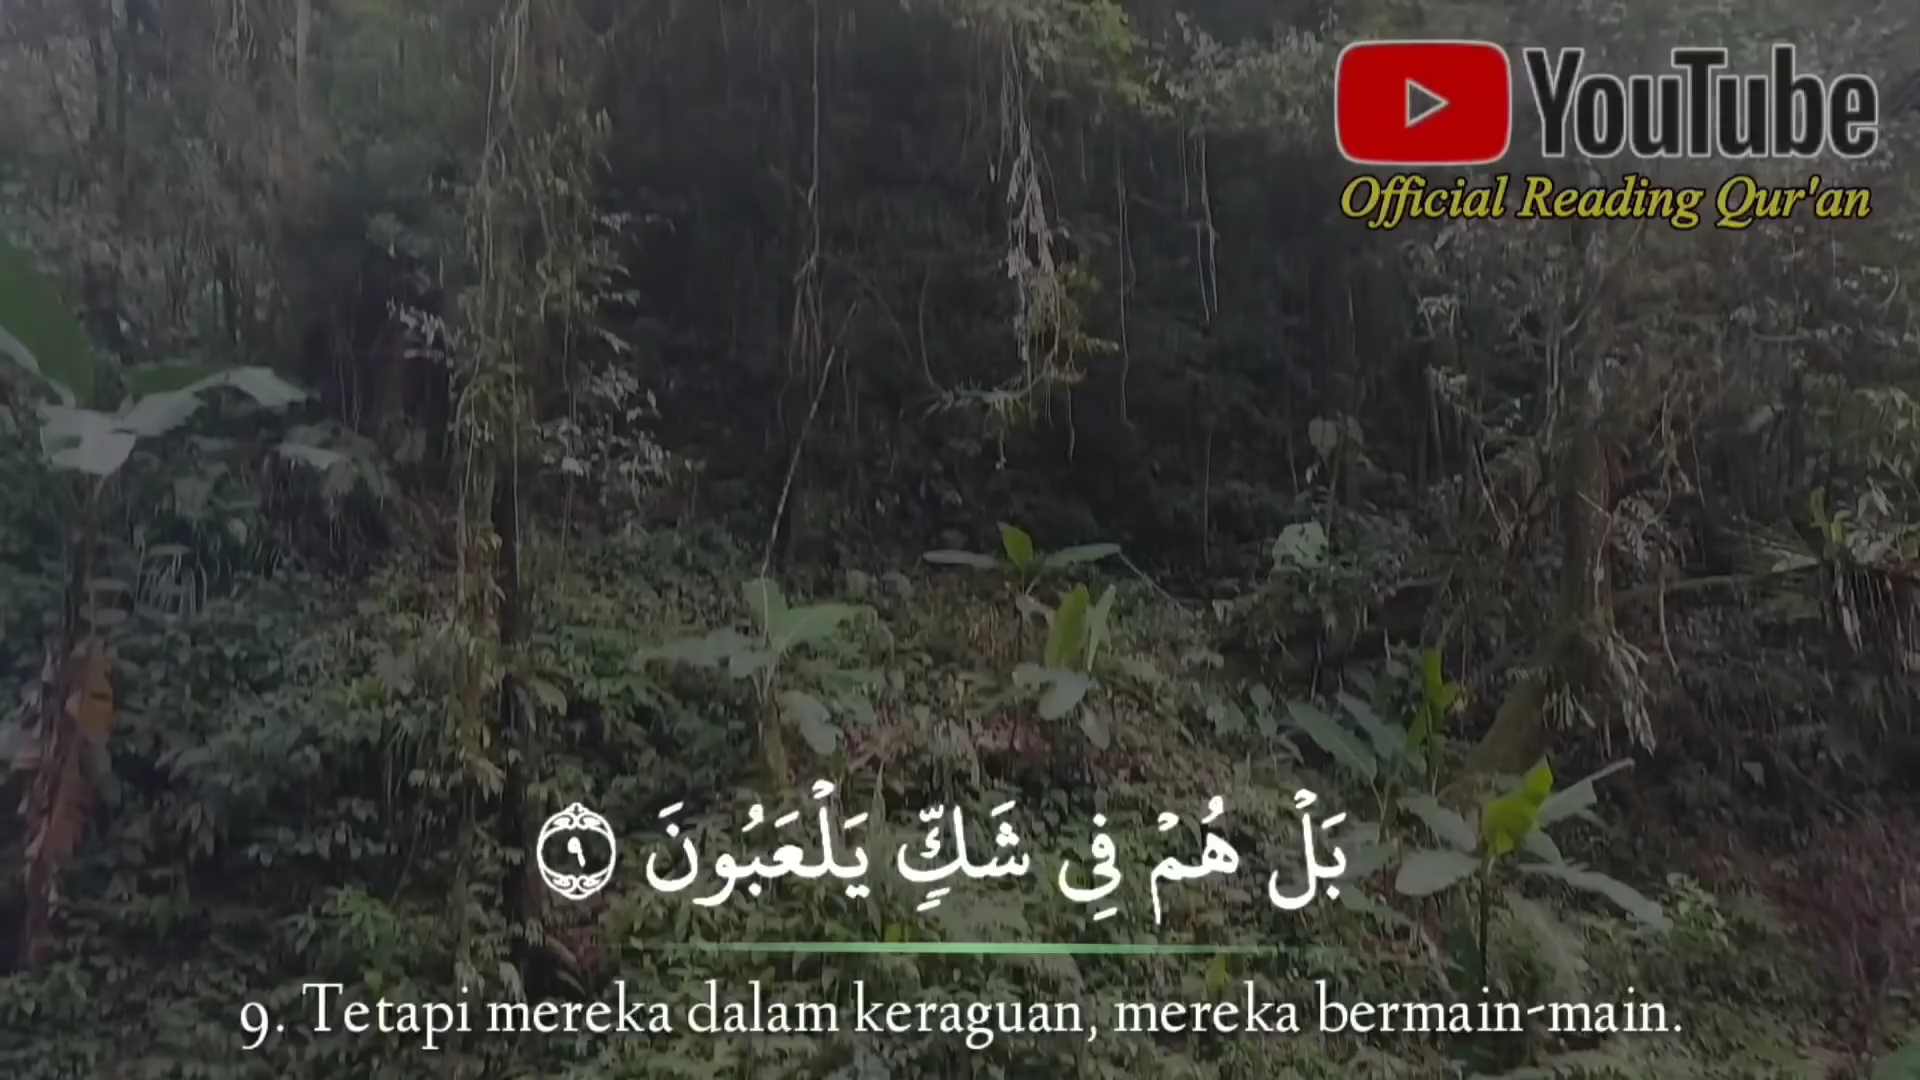 YouTube
Official Reading Qur'an
بَلْ هُمْ فِي شَكٍّ يَلْعَبُونَ ٩
9. Tetapi mereka dalam keraguan, mereka bermain-main.